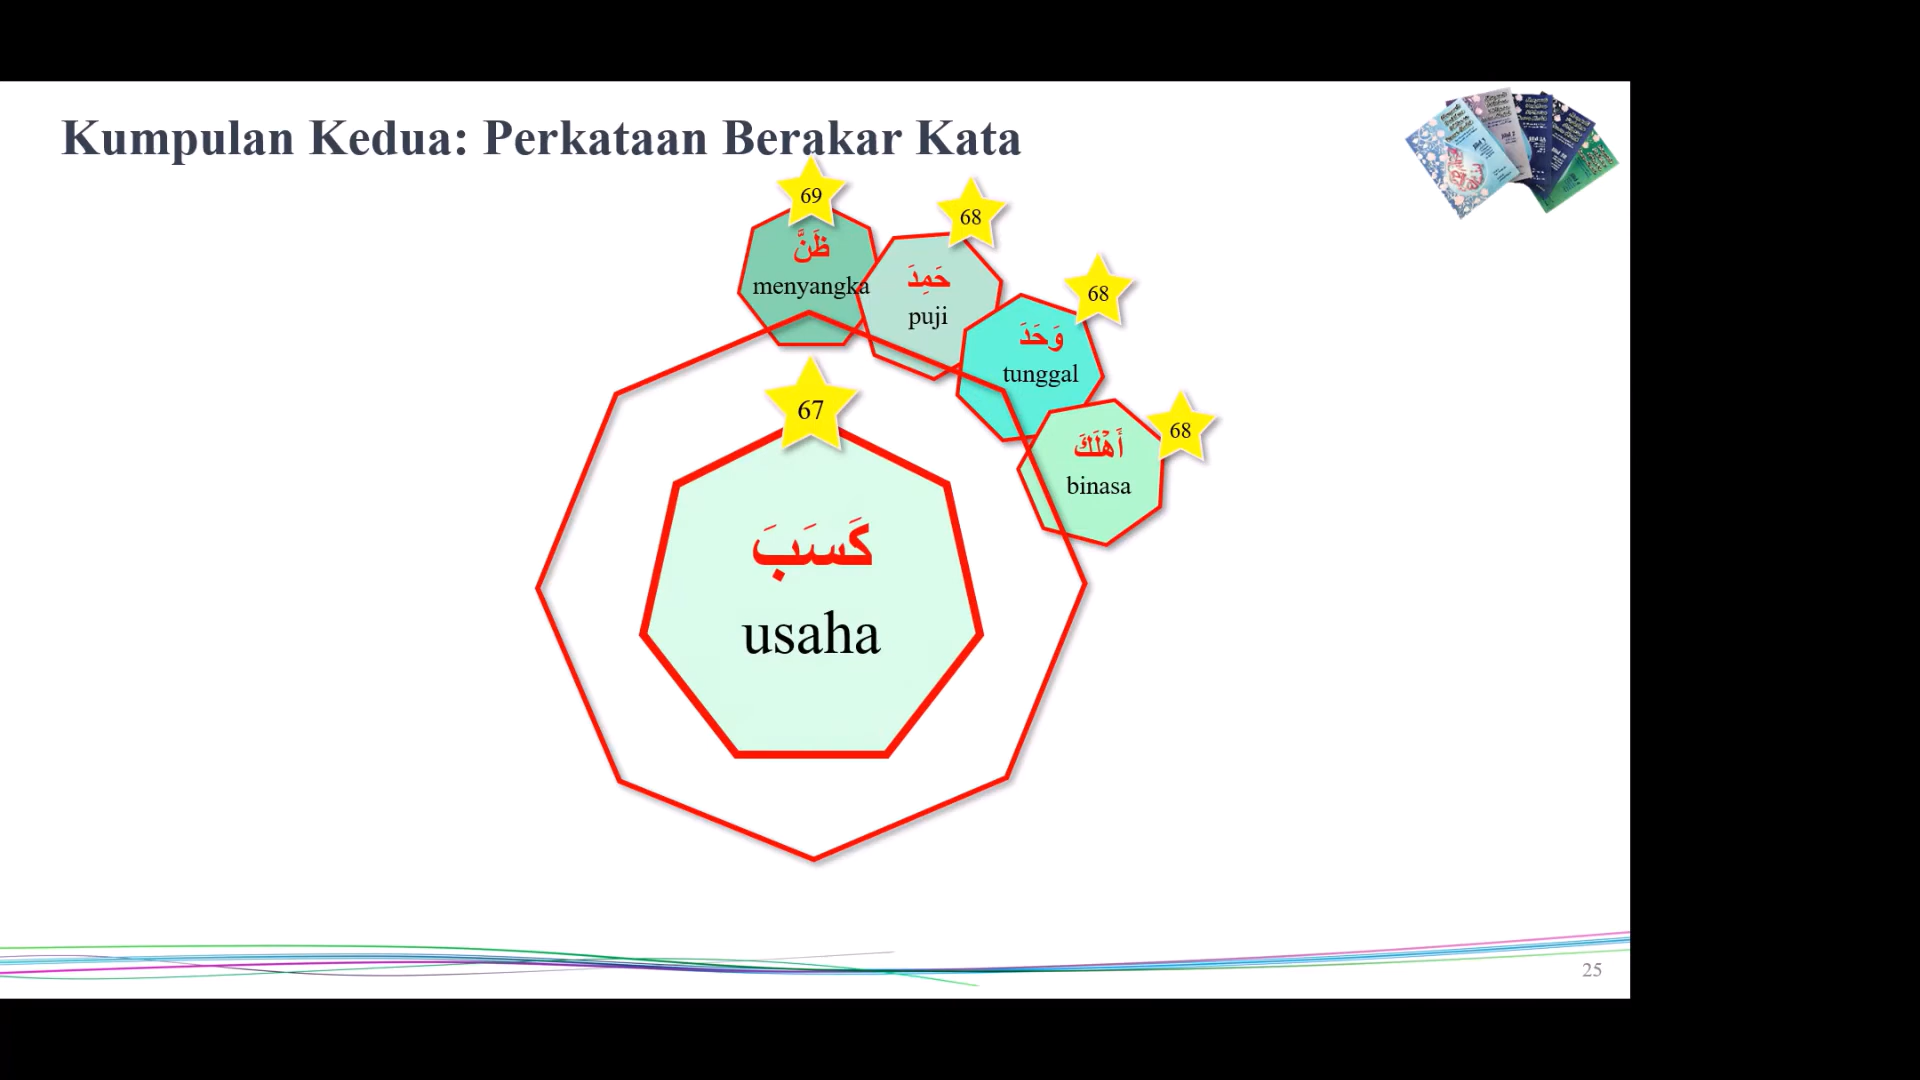 Kumpulan Kedua: Perkataan Berakar Kata
69
ظَنَّ
menyangka
68
حَمِدَ
puji
68
وَحَدَ
tunggal
68
أَهْلَكَ
binasa
67
كَسَبَ
usaha
25